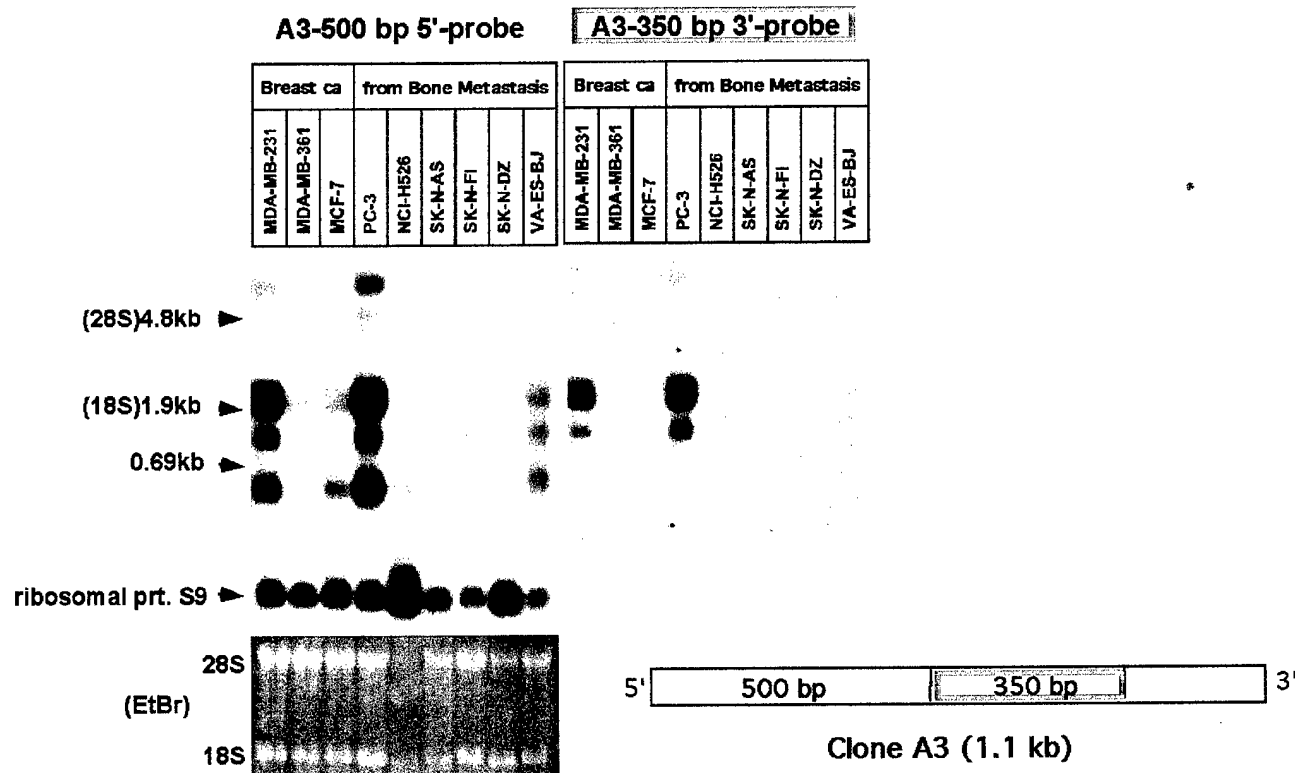 A3-500 bp 5'-probe
A3-350 bp 3'-probe
Breast ca
from Bone Metastasis
Breast ca
from Bone Metastasis
MDA-MB-231
MDA-MB-361
MCF-7
PC-3
NCI-H526
SK-N-AS
SK-N-FI
SK-N-DZ
VA-ES-BJ
MDA-MB-231
MDA-MB-361
MCF-7
PC-3
NCI-H526
SK-N-AS
SK-N-FI
SK-N-DZ
VA-ES-BJ
(28S)4.8kb
(18S)1.9kb
0.69kb
ribosomal prt. S9
28S
(EtBr)
18S
5' 500 bp 350 bp 3'
Clone A3 (1.1 kb)